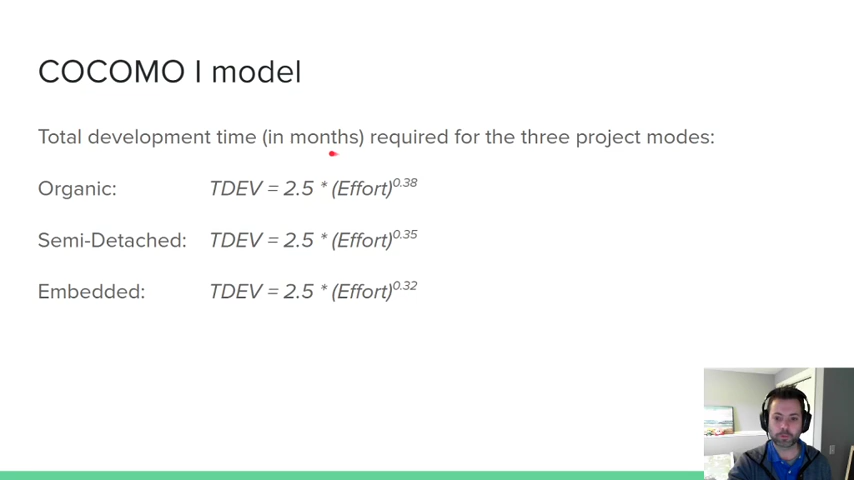 COCOMO I model
Total development time (in months) required for the three project modes:
Organic: TDEV = 2.5 * (Effort)^0.38
Semi-Detached: TDEV = 2.5 * (Effort)^0.35
Embedded: TDEV = 2.5 * (Effort)^0.32